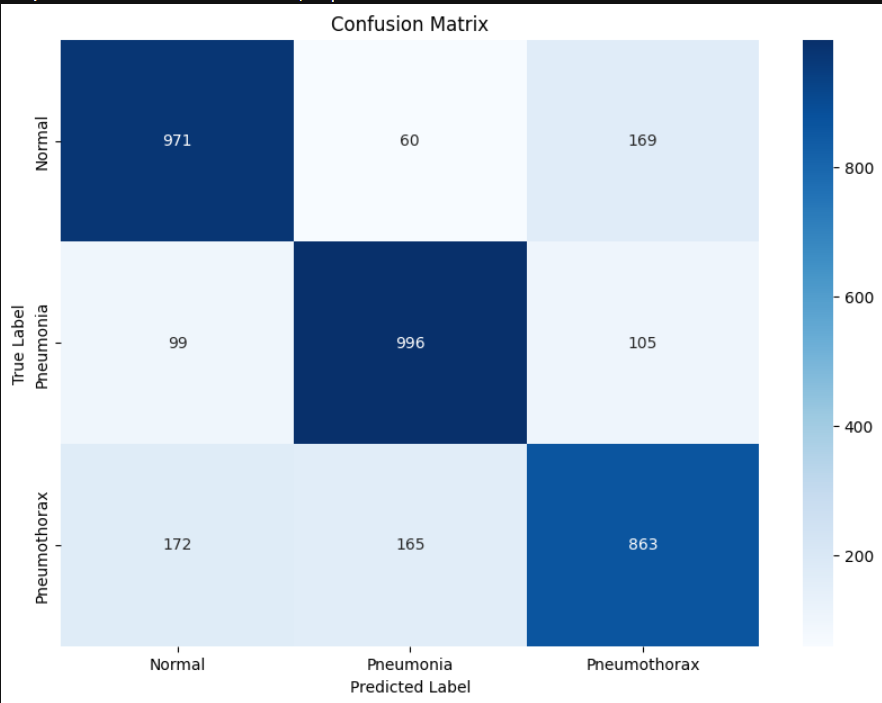 Confusion Matrix
True Label
Normal
971 60 169
800
600
Pneumonia
99 996 105
400
Pneumothorax
172 165 863
200
Normal Pneumonia Pneumothorax
Predicted Label